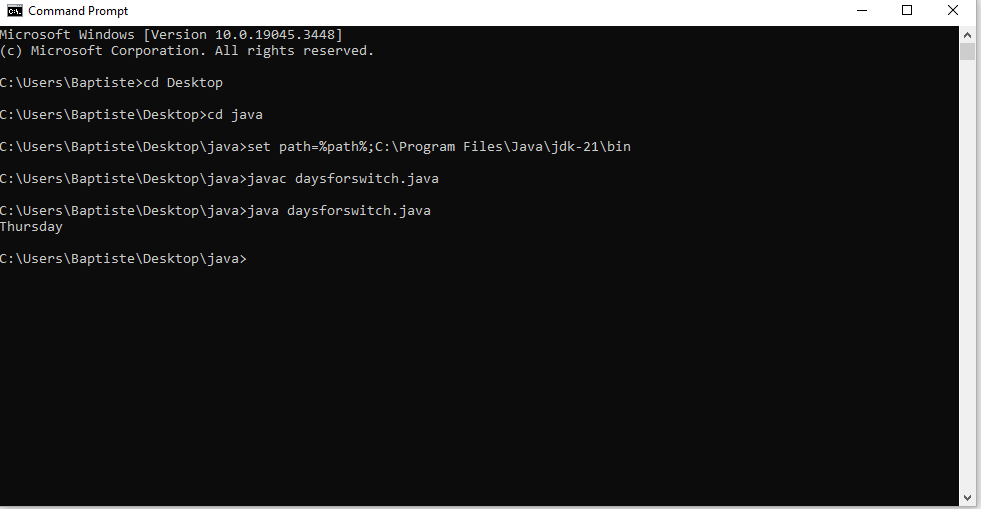 Command Prompt
Microsoft Windows [Version 10.0.19045.3448]
(c) Microsoft Corporation. All rights reserved.
C:\Users\Baptiste>cd Desktop
C:\Users\Baptiste\Desktop>cd java
C:\Users\Baptiste\Desktop\java>set path=%path%;C:\Program Files\Java\jdk-21\bin
C:\Users\Baptiste\Desktop\java>javac daysforswitch.java
C:\Users\Baptiste\Desktop\java>java daysforswitch.java
Thursday
C:\Users\Baptiste\Desktop\java>